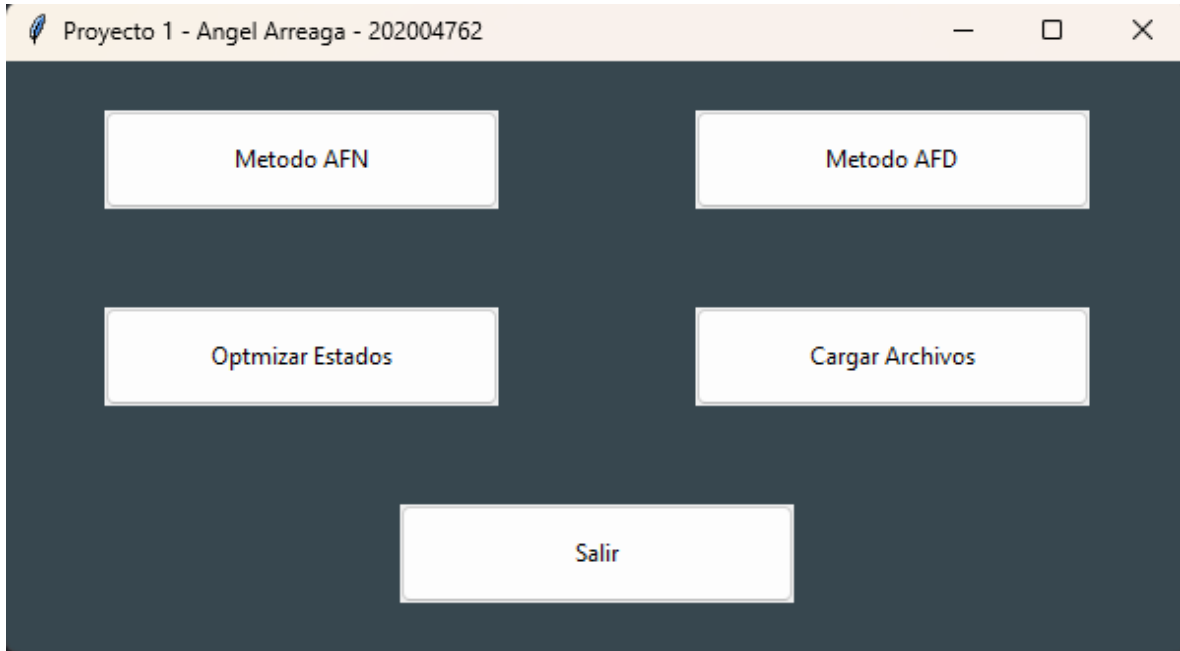 Proyecto 1 - Angel Arreaga - 202004762
Metodo AFN
Metodo AFD
Optmizar Estados
Cargar Archivos
Salir